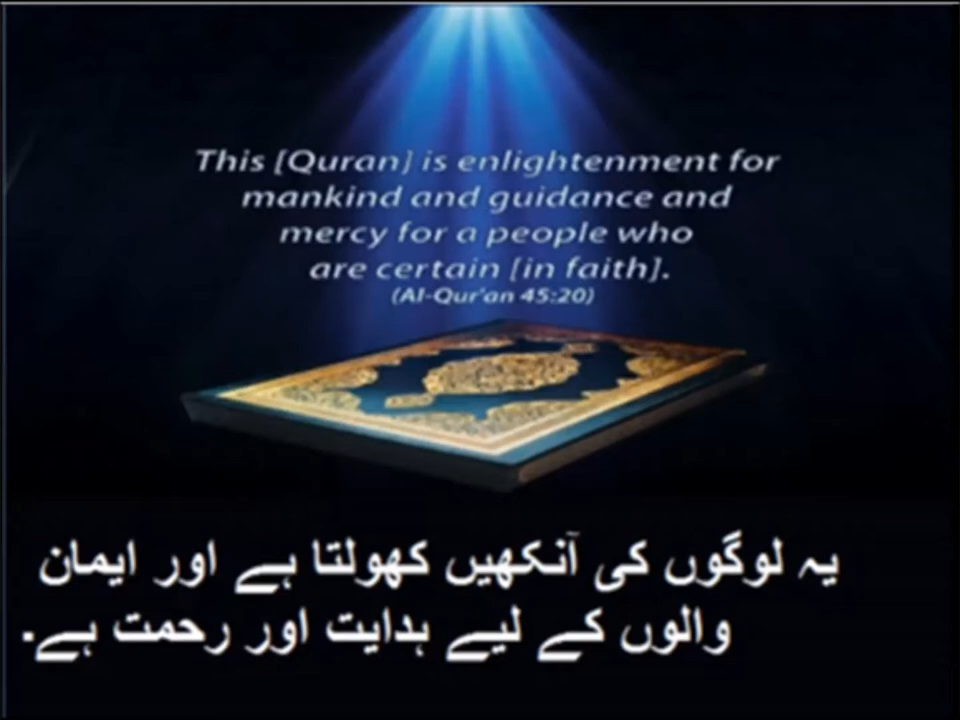 This [Quran] is enlightenment for
mankind and guidance and
mercy for a people who
are certain [in faith].
(Al-Qur'an 45:20)
یہ لوگوں کی آنکھیں کھولتا ہے اور ایمان
والوں کے لیے ہدایت اور رحمت ہے۔